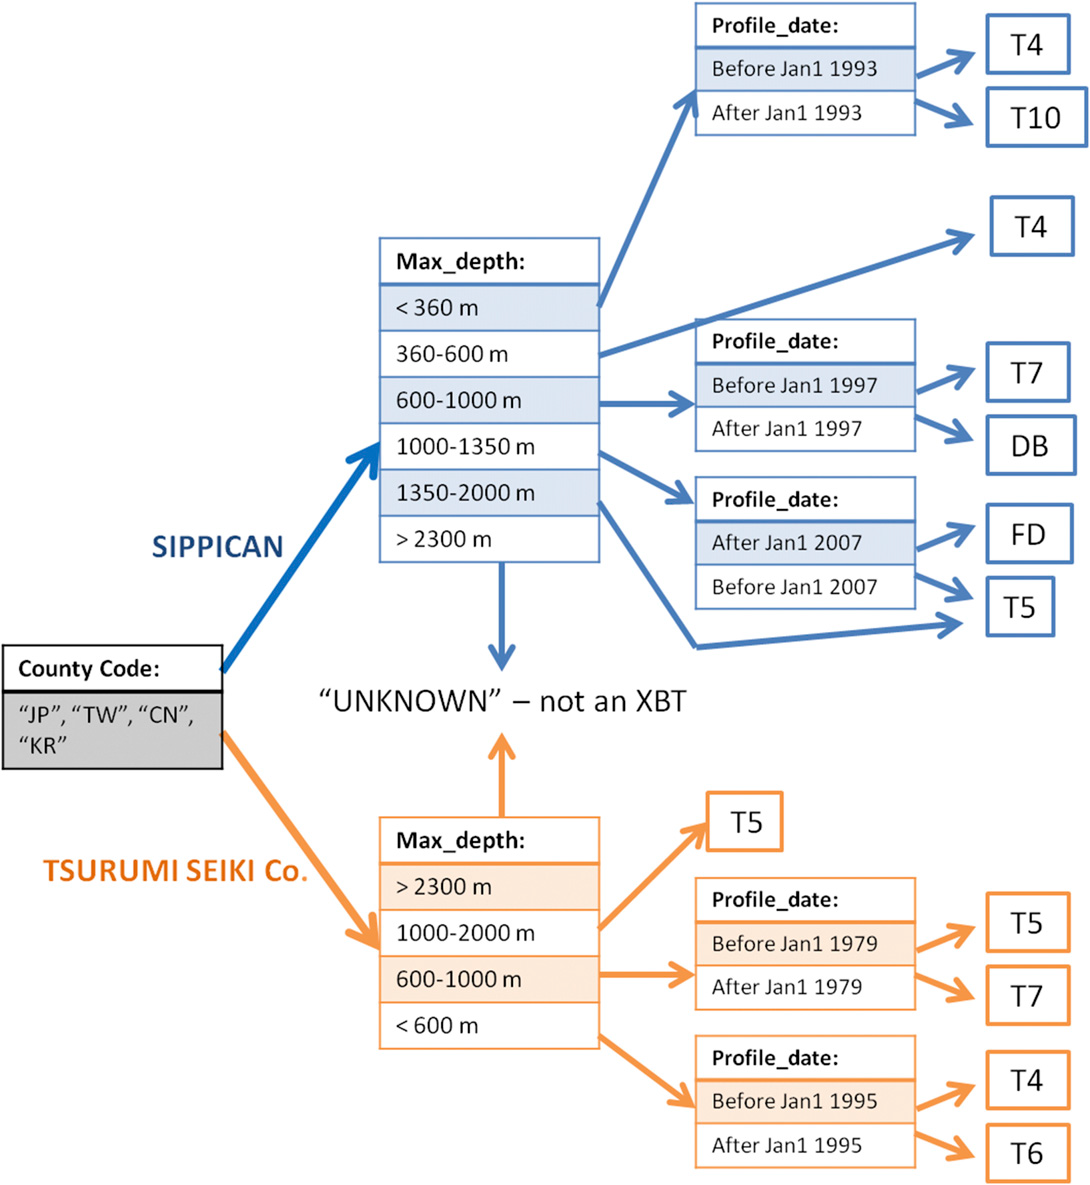 Profile_date:
Before Jan1 1993
After Jan1 1993
T4
T10
T4
Max_depth:
< 360 m
360-600 m
600-1000 m
1000-1350 m
1350-2000 m
> 2300 m
Profile_date:
Before Jan1 1997
After Jan1 1997
T7
DB
Profile_date:
After Jan1 2007
Before Jan1 2007
FD
T5
SIPPICAN
County Code:
“JP”, “TW”, “CN”,
“KR”
“UNKNOWN” – not an XBT
TSURUMI SEIKI Co.
Max_depth:
> 2300 m
1000-2000 m
600-1000 m
< 600 m
T5
Profile_date:
Before Jan1 1979
After Jan1 1979
T5
T7
Profile_date:
Before Jan1 1995
After Jan1 1995
T4
T6